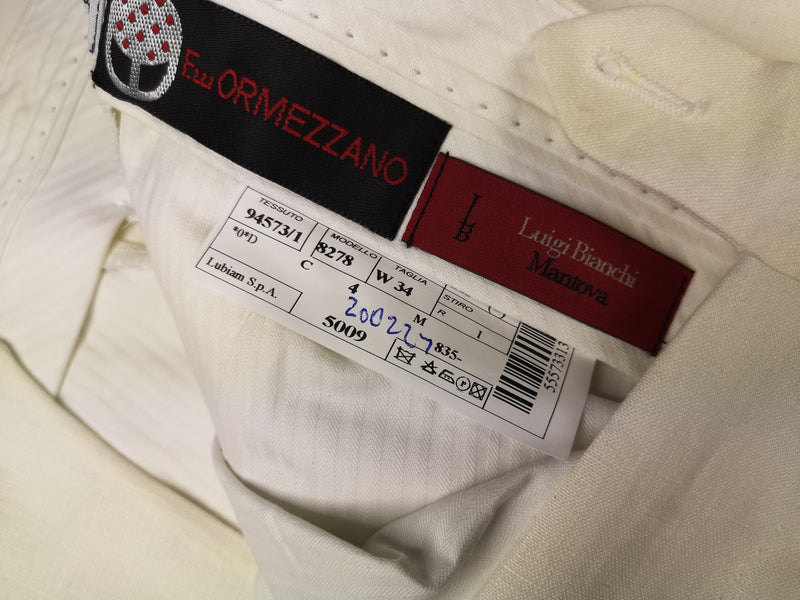 F.lli ORMEZZANO
LB
Luigi Bianchi
Mantova
TESSUTO
94573/1
MODELLO
8278
TAGLIA
W 34
STIRO
*0*D
C
4
M
R
1
Lubiam S.p.A.
200227
835-
5009
55573313